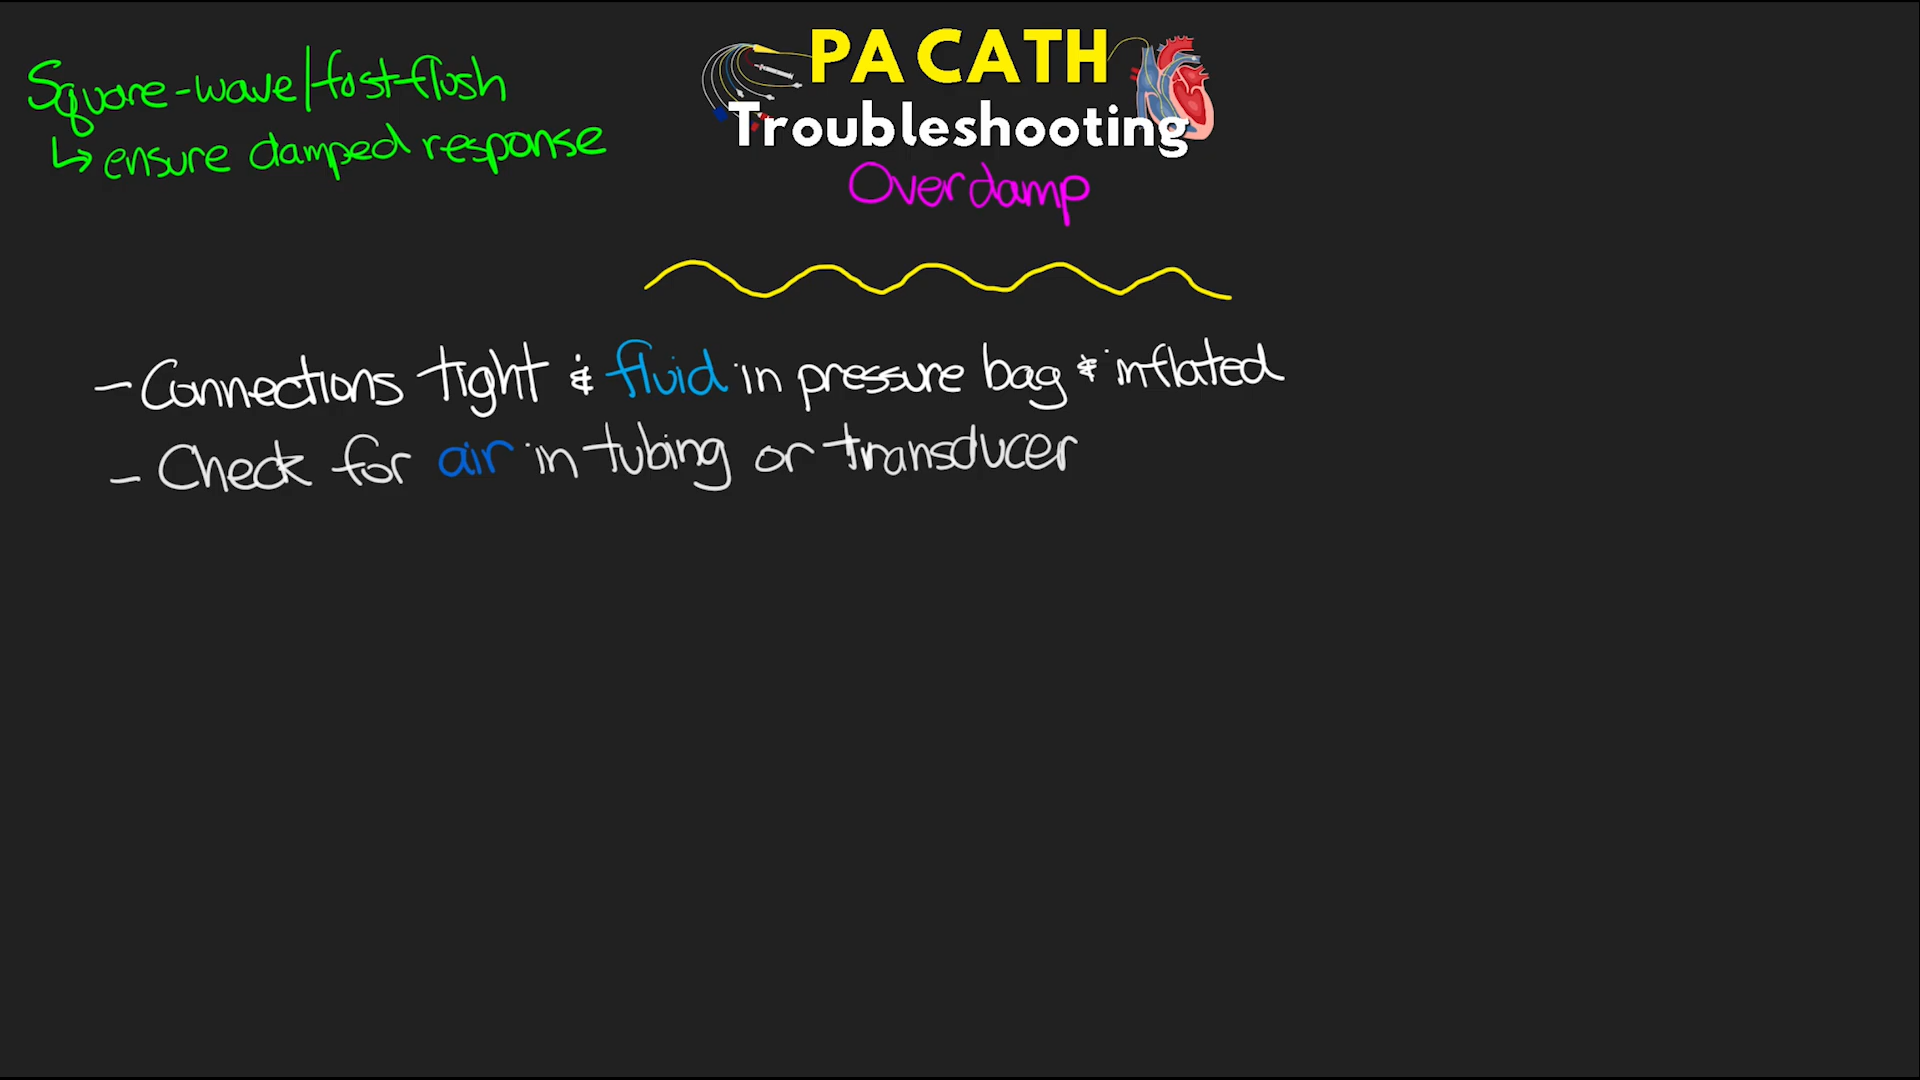 Square-wave/fast-flush
↳ ensure damped response
PA CATH
Troubleshooting
Overdamp
- Connections tight & fluid in pressure bag & inflated
- Check for air in tubing or transducer